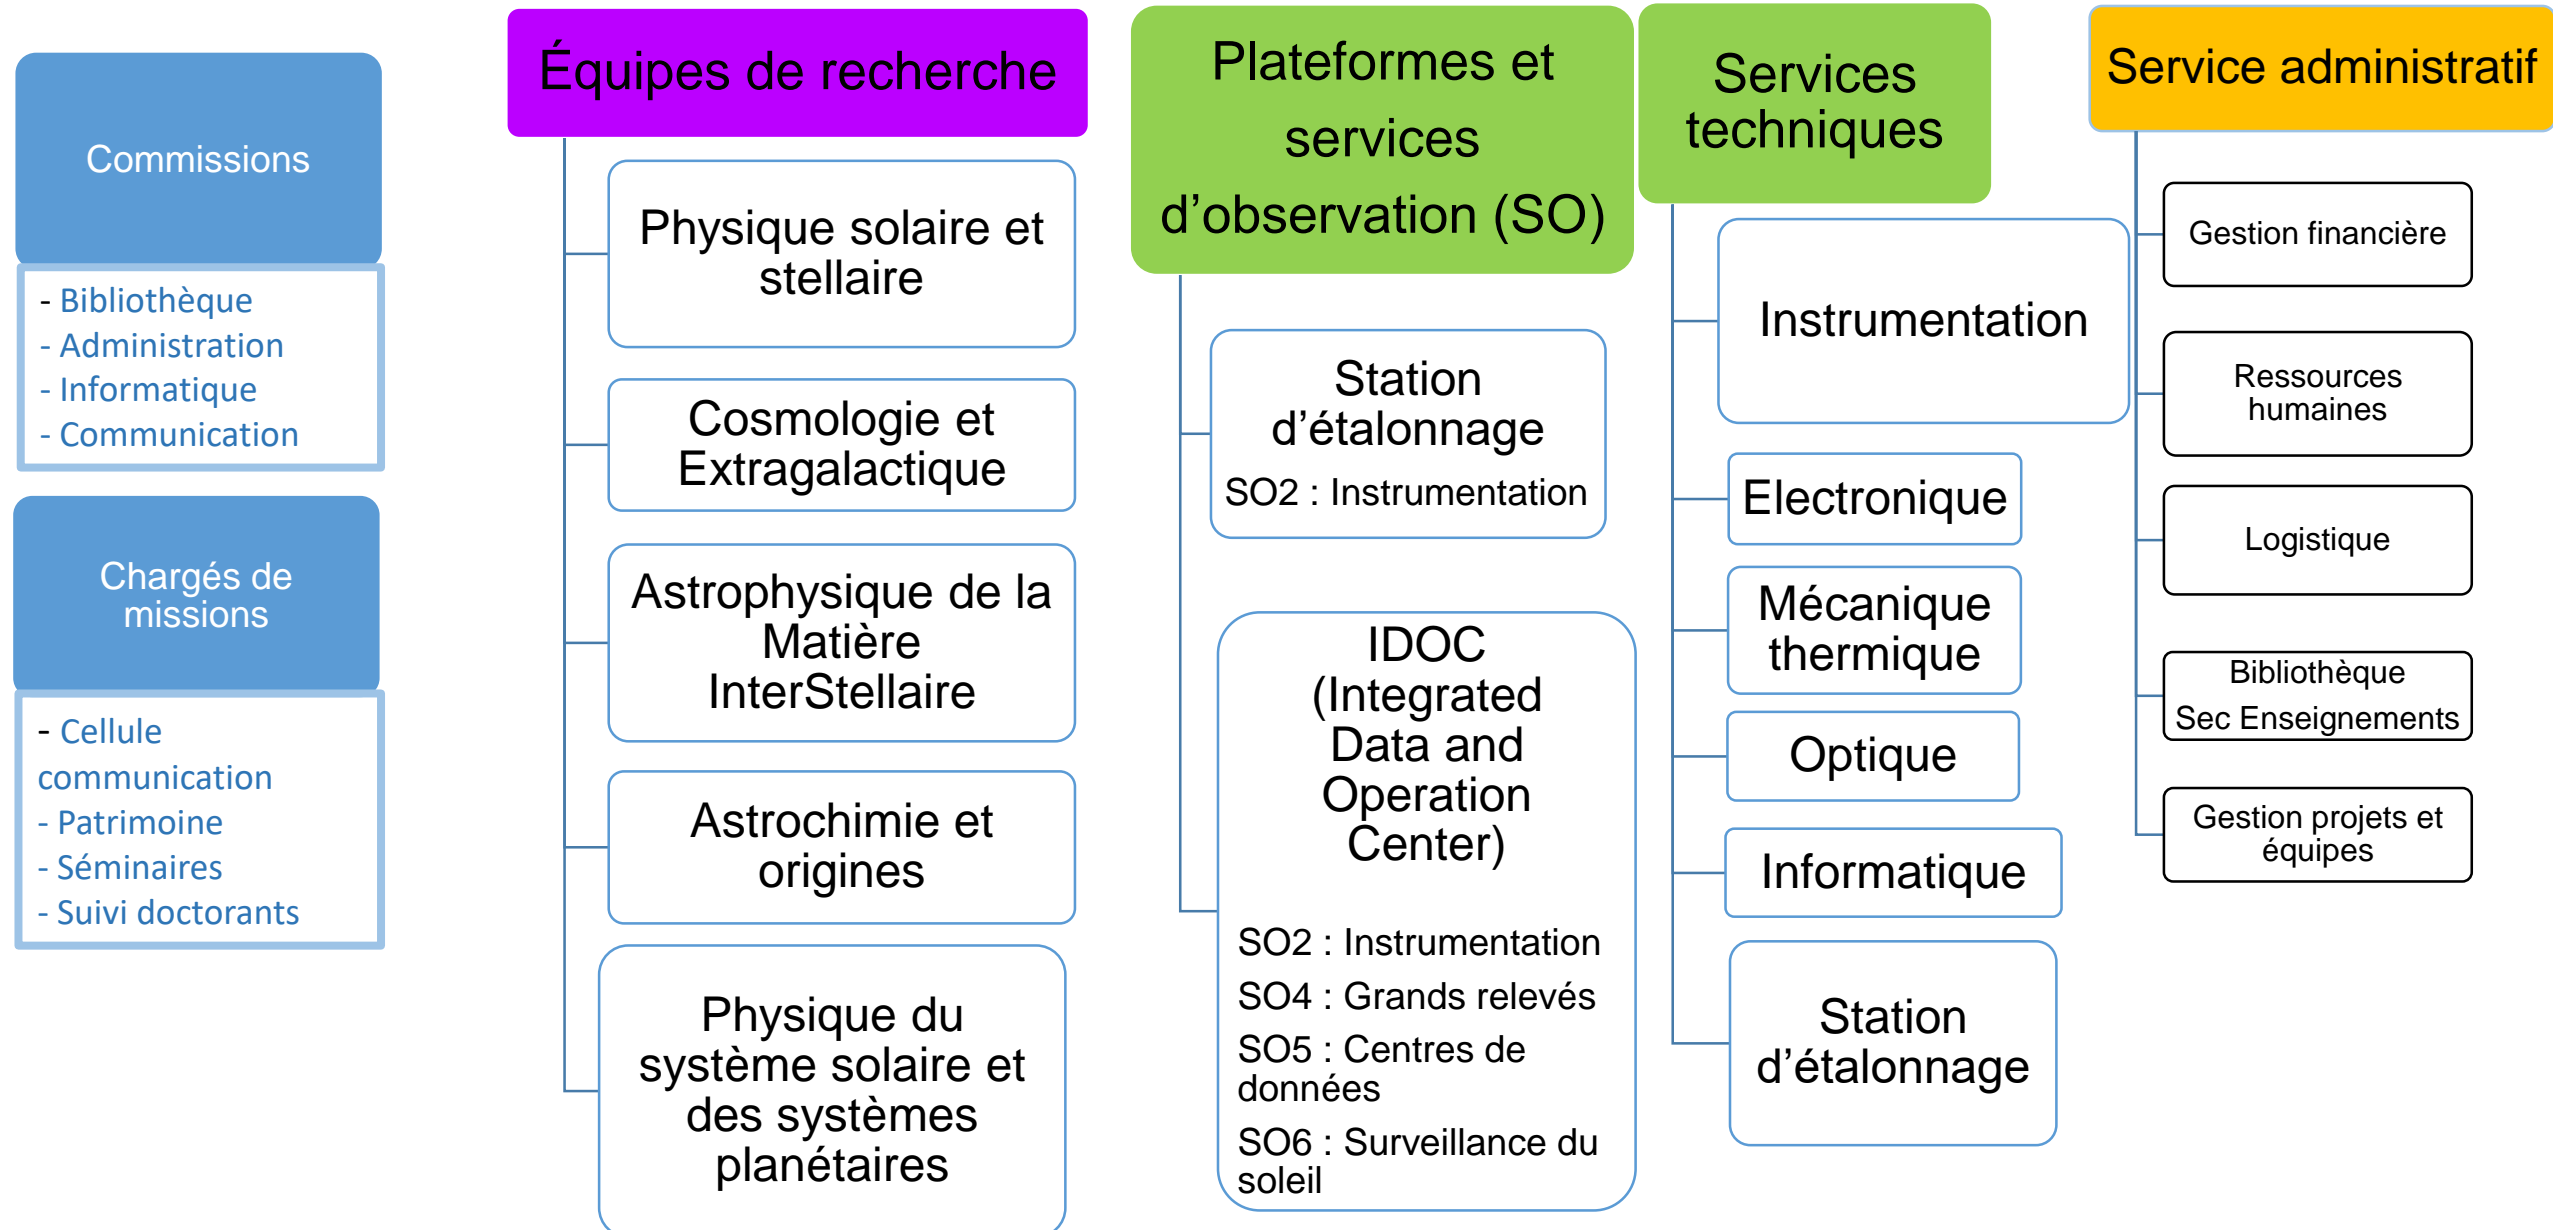 Commissions
- Bibliothèque
- Administration
- Informatique
- Communication
Chargés de
missions
- Cellule
communication
- Patrimoine
- Séminaires
- Suivi doctorants
Équipes de recherche
Physique solaire et
stellaire
Cosmologie et
Extragalactique
Astrophysique de la
Matière
InterStellaire
Astrochimie et
origines
Physique du
système solaire et
des systèmes
planétaires
Plateformes et
services
d’observation (SO)
Station
d’étalonnage
SO2 : Instrumentation
IDOC
(Integrated
Data and
Operation
Center)
SO2 : Instrumentation
SO4 : Grands relevés
SO5 : Centres de
données
SO6 : Surveillance du
soleil
Services
techniques
Instrumentation
Electronique
Mécanique
thermique
Optique
Informatique
Station
d’étalonnage
Service administratif
Gestion financière
Ressources
humaines
Logistique
Bibliothèque
Sec Enseignements
Gestion projets et
équipes